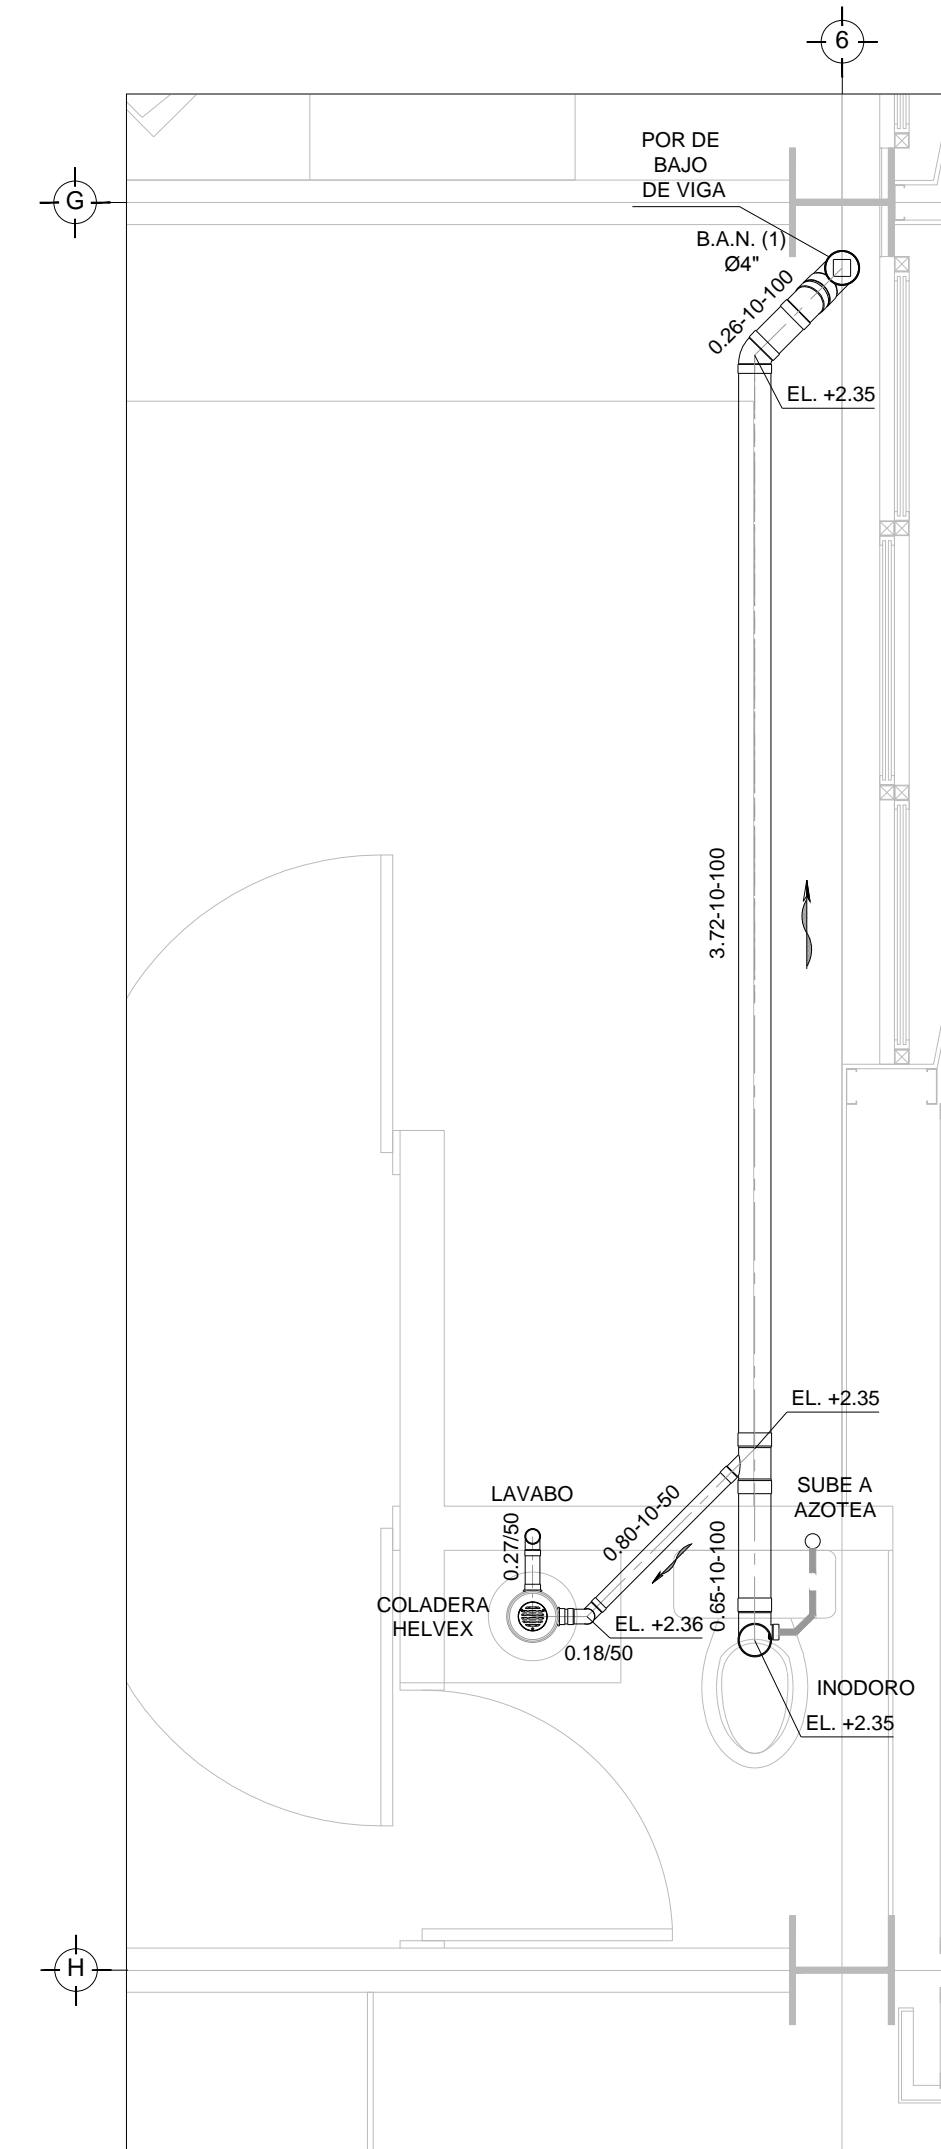 6
G
POR DE
BAJO
DE VIGA
B.A.N. (1)
Ø4"
0.26-10-100
EL. +2.35
3.72-10-100
EL. +2.35
SUBE A
AZOTEA
LAVABO
0.27/50
0.80-10-50
0.65-10-100
COLADERA
HELVEX
EL. +2.36
0.18/50
INODORO
EL. +2.35
H